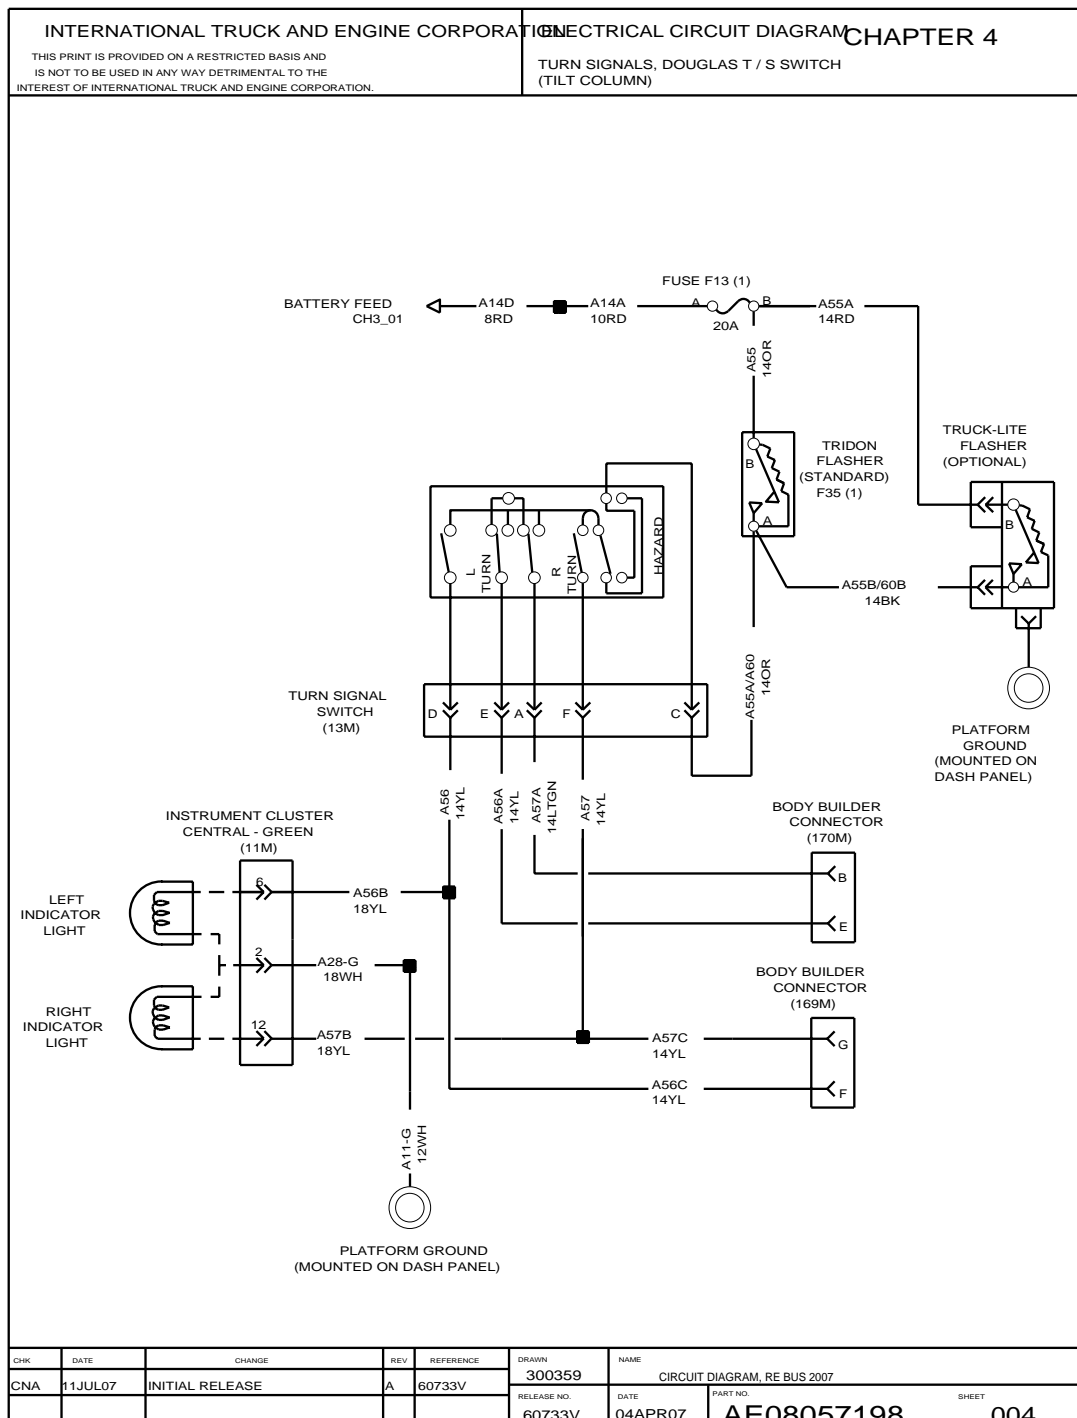 INTERNATIONAL TRUCK AND ENGINE CORPORATION
THIS PRINT IS PROVIDED ON A RESTRICTED BASIS AND
IS NOT TO BE USED IN ANY WAY DETRIMENTAL TO THE
INTEREST OF INTERNATIONAL TRUCK AND ENGINE CORPORATION.
ELECTRICAL CIRCUIT DIAGRAM
CHAPTER 4
TURN SIGNALS, DOUGLAS T / S SWITCH
(TILT COLUMN)
FUSE F13 (1)
BATTERY FEED
CH3_01
A14D
8RD
A14A
10RD
A
B
20A
A55A
14RD
A55
14OR
TRIDON
FLASHER
(STANDARD)
F35 (1)
B
A
TRUCK-LITE
FLASHER
(OPTIONAL)
B
A
A55B/60B
14BK
L
TURN
R
TURN
HAZARD
A55A/A60
14OR
TURN SIGNAL
SWITCH
(13M)
D
E
A
F
C
PLATFORM
GROUND
(MOUNTED ON
DASH PANEL)
A56
14YL
A56A
14YL
A57A
14LTGN
A57
14YL
INSTRUMENT CLUSTER
CENTRAL - GREEN
(11M)
BODY BUILDER
CONNECTOR
(170M)
B
E
LEFT
INDICATOR
LIGHT
6
A56B
18YL
2
A28-G
18WH
BODY BUILDER
CONNECTOR
(169M)
RIGHT
INDICATOR
LIGHT
12
A57B
18YL
A57C
14YL
G
A56C
14YL
F
A11-G
12WH
PLATFORM GROUND
(MOUNTED ON DASH PANEL)
CHK DATE CHANGE REV REFERENCE
CNA 11JUL07 INITIAL RELEASE A 60733V
DRAWN
300359
NAME
CIRCUIT DIAGRAM, RE BUS 2007
RELEASE NO.
60733V
DATE
04APR07
PART NO.
AE08057198
SHEET
004